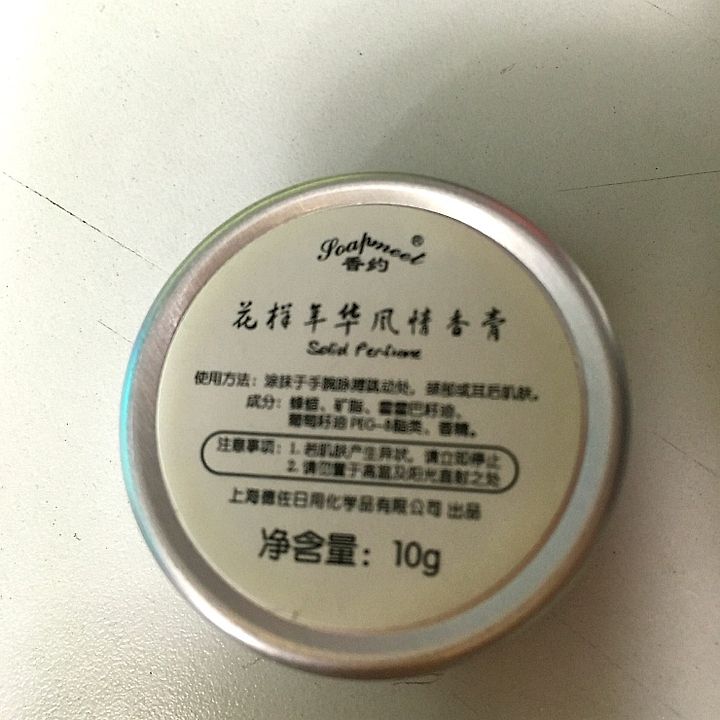 Soapmeet®
香约
花样年华风情香膏
Solid Perfume
使用方法：涂抹于手腕脉搏跳动处、颈部或耳后肌肤。
成分：蜂蜡、矿脂、霍霍巴籽油、
葡萄籽油PEG-8酯类、香精。
注意事项：1. 若肌肤产生异状，请立即停止
2. 请勿置于高温及阳光直射之处
上海德佐日用化学品有限公司 出品
净含量：10g